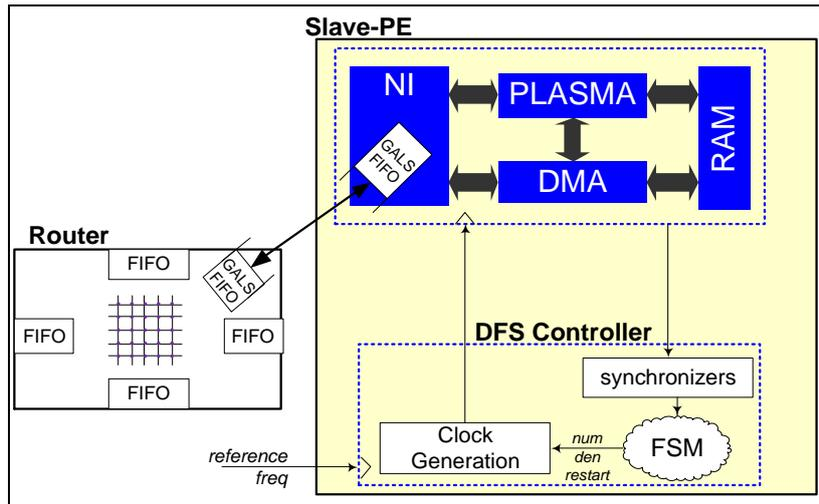 Slave-PE
NI
PLASMA
RAM
GALS
FIFO
DMA
Router
FIFO
GALS
FIFO
FIFO
FIFO
FIFO
DFS Controller
synchronizers
Clock
Generation
num
den
restart
FSM
reference
freq